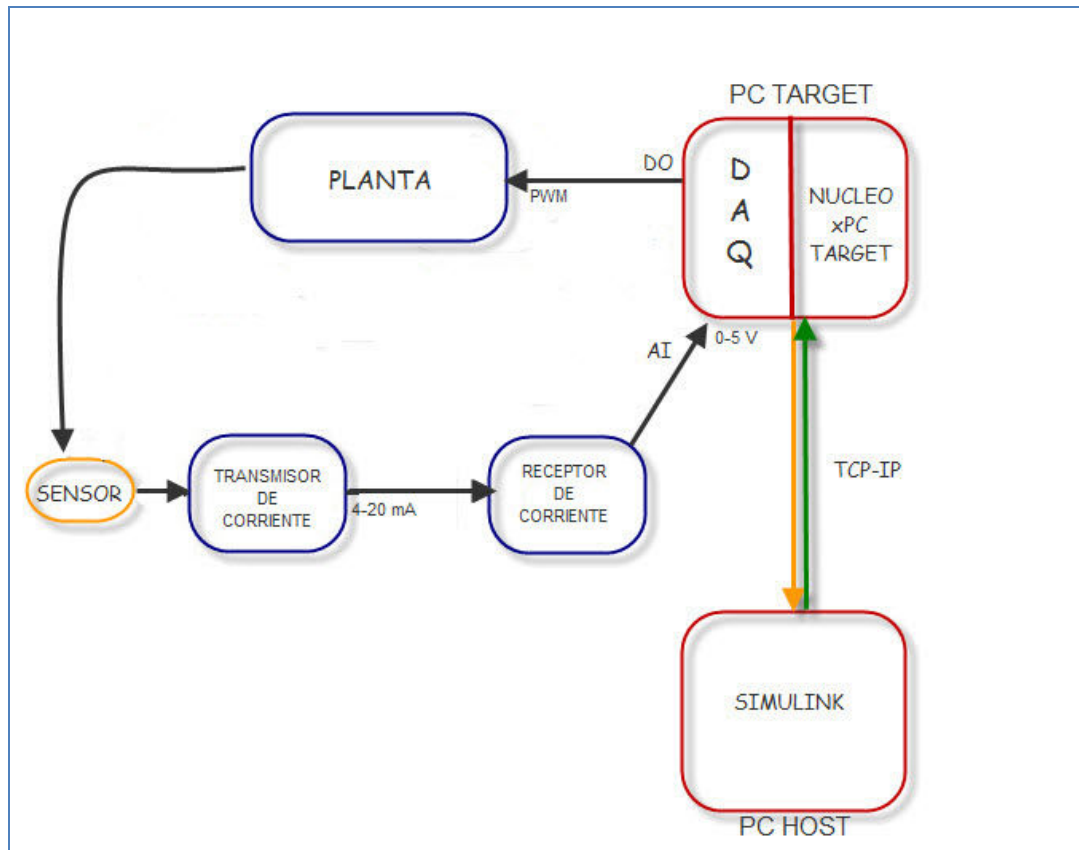 PC TARGET
PLANTA
DO
PWM
D
A
Q
NUCLEO
xPC
TARGET
AI
0-5 V
SENSOR
TRANSMISOR
DE
CORRIENTE
4-20 mA
RECEPTOR
DE
CORRIENTE
TCP-IP
SIMULINK
PC HOST